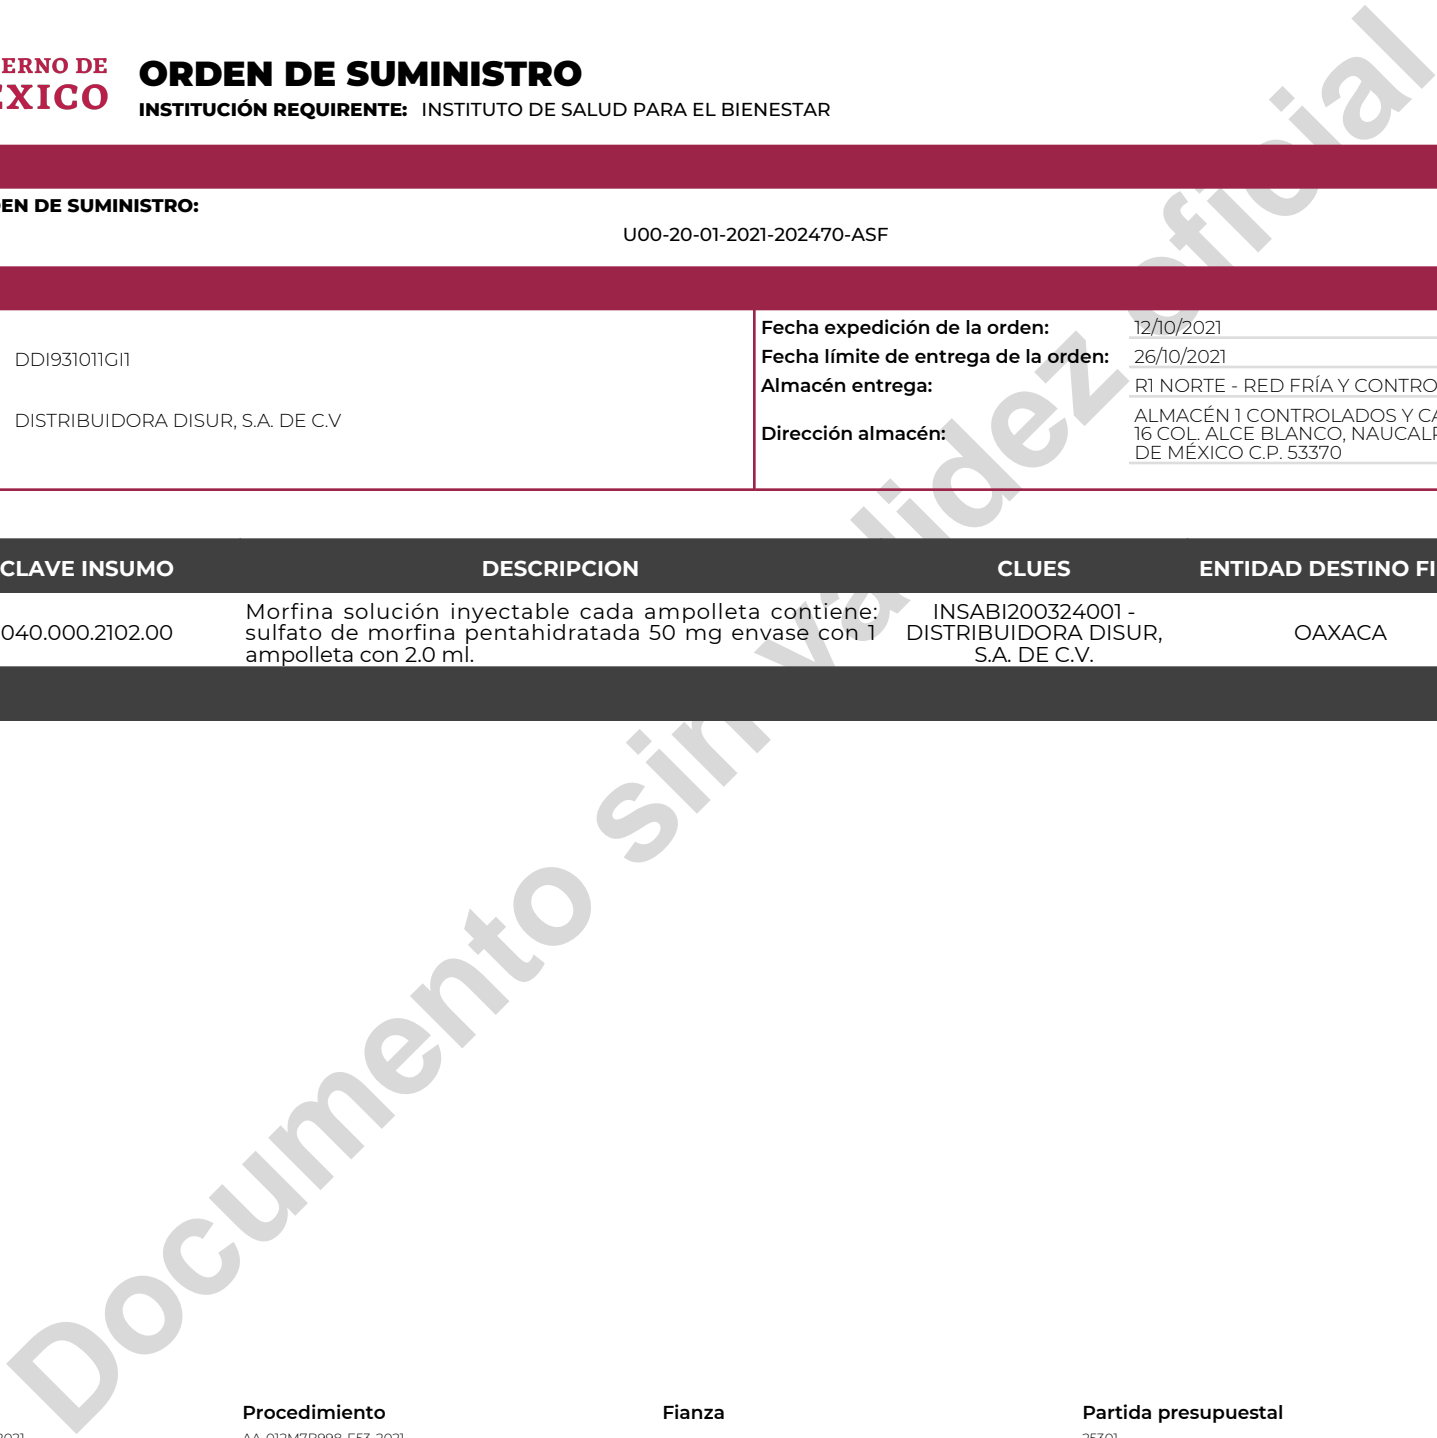 ERNO DE
EXICO
ORDEN DE SUMINISTRO
INSTITUCIÓN REQUIRENTE: INSTITUTO DE SALUD PARA EL BIENESTAR
EN DE SUMINISTRO:
U00-20-01-2021-202470-ASF
DDI931011GI1
DISTRIBUIDORA DISUR, S.A. DE C.V
Fecha expedición de la orden: 12/10/2021
Fecha límite de entrega de la orden: 26/10/2021
Almacén entrega: R1 NORTE - RED FRÍA Y CONTRO
Dirección almacén: ALMACÉN 1 CONTROLADOS Y CA
16 COL. ALCE BLANCO, NAUCALP
DE MÉXICO C.P. 53370
CLAVE INSUMO DESCRIPCION CLUES ENTIDAD DESTINO FI
040.000.2102.00
Morfina solución inyectable cada ampolleta contiene:
sulfato de morfina pentahidratada 50 mg envase con 1
ampolleta con 2.0 ml.
INSABI200324001 -
DISTRIBUIDORA DISUR,
S.A. DE C.V.
OAXACA
Documento sin validez oficial
Procedimiento Fianza Partida presupuestal